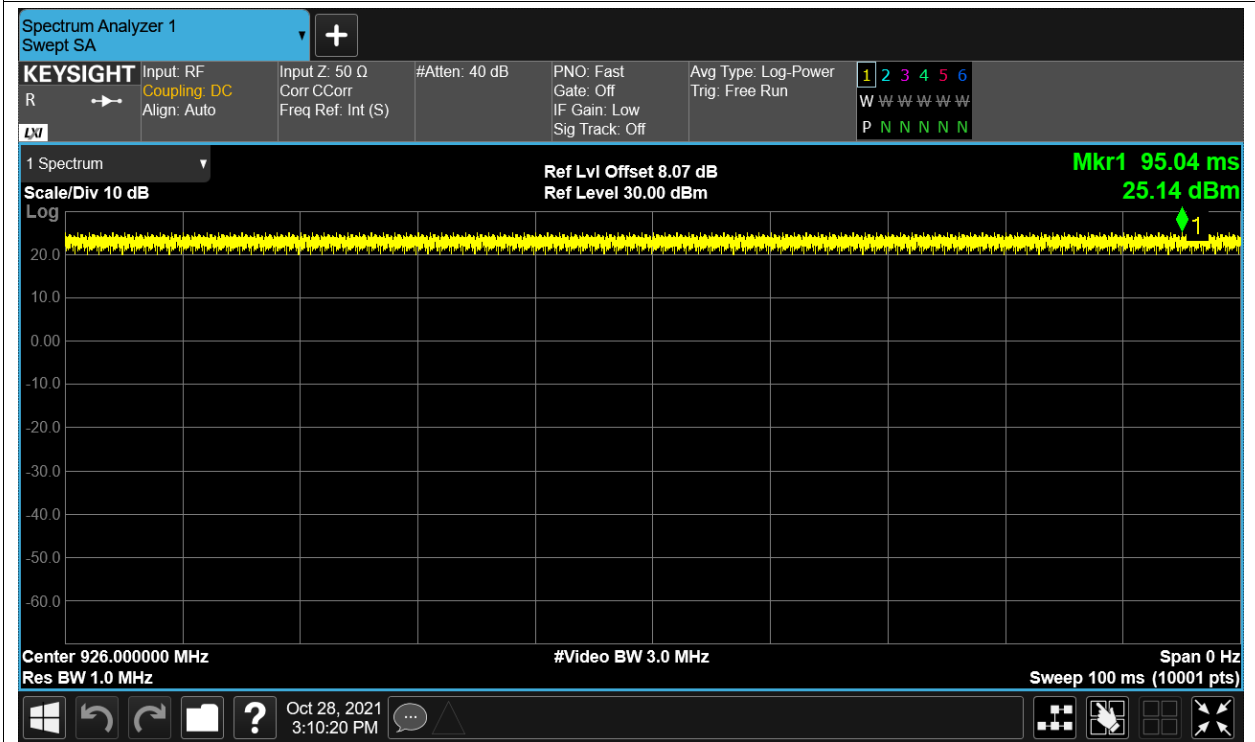 Spectrum Analyzer 1
Swept SA
KEYSIGHT
R
LXI
Input: RF
Coupling: DC
Align: Auto
Input Z: 50 Ω
Corr CCorr
Freq Ref: Int (S)
#Atten: 40 dB
PNO: Fast
Gate: Off
IF Gain: Low
Sig Track: Off
Avg Type: Log-Power
Trig: Free Run
1 2 3 4 5 6
W W W W W W
P N N N N N
1 Spectrum
Scale/Div 10 dB
Log
Ref Lvl Offset 8.07 dB
Ref Level 30.00 dBm
Mkr1 95.04 ms
25.14 dBm
1
20.0
10.0
0.00
-10.0
-20.0
-30.0
-40.0
-50.0
-60.0
Center 926.000000 MHz
#Video BW 3.0 MHz
Span 0 Hz
Res BW 1.0 MHz
Sweep 100 ms (10001 pts)
?
Oct 28, 2021
3:10:20 PM